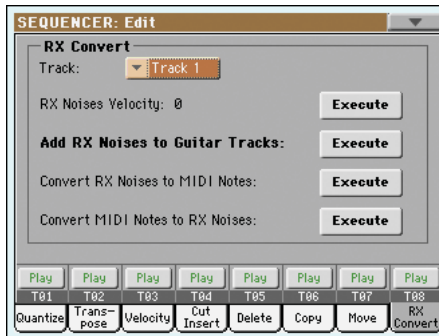 SEQUENCER: Edit
RX Convert
Track: Track 1
RX Noises Velocity: 0 Execute
Add RX Noises to Guitar Tracks: Execute
Convert RX Noises to MIDI Notes: Execute
Convert MIDI Notes to RX Noises: Execute
Play Play Play Play Play Play Play Play
T01 T02 T03 T04 T05 T06 T07 T08
Quantize Trans-pose Velocity Cut Insert Delete Copy Move RX Convert